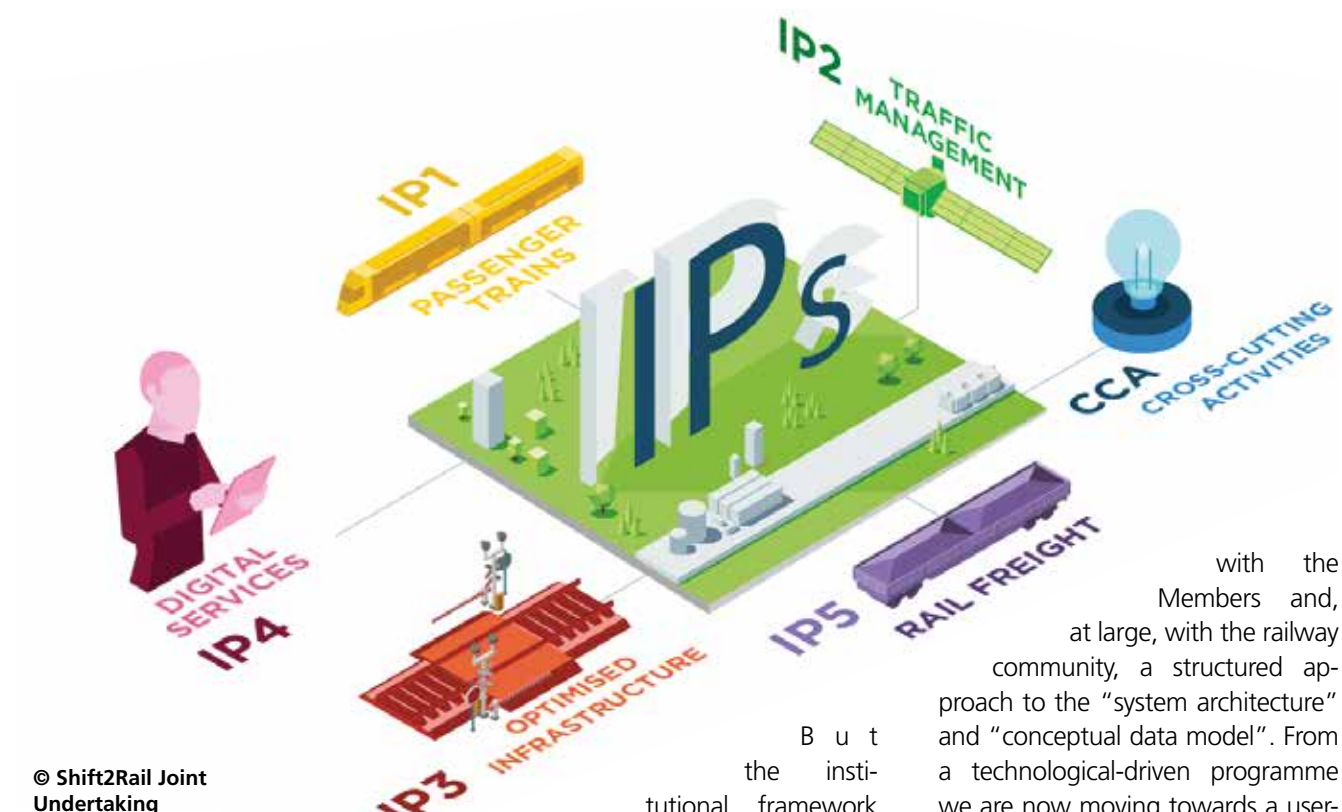 IP2
TRAFFIC
MANAGEMENT
IP1
PASSENGER
TRAINS
IPs
CCA
CROSS-CUTTING
ACTIVITIES
DIGITAL
SERVICES
IP4
IP5
RAIL FREIGHT
OPTIMISED
INFRASTRUCTURE
IP3
© Shift2Rail Joint
Undertaking
But
the insti-
tutional framework
with the
Members and,
at large, with the railway
community, a structured ap-
proach to the “system architecture”
and “conceptual data model”. From
a technological-driven programme
we are now moving towards a user-